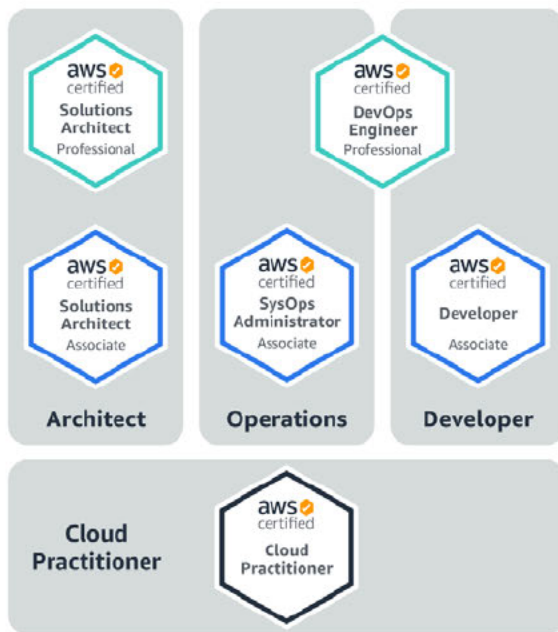 aws
certified
Solutions
Architect
Professional
aws
certified
DevOps
Engineer
Professional
aws
certified
Solutions
Architect
Associate
aws
certified
SysOps
Administrator
Associate
aws
certified
Developer
Associate
Architect
Operations
Developer
Cloud
Practitioner
aws
certified
Cloud
Practitioner